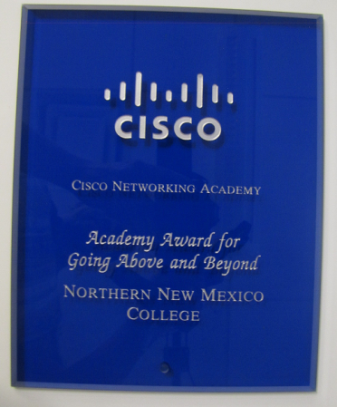 CISCO
CISCO NETWORKING ACADEMY
Academy Award for
Going Above and Beyond
NORTHERN NEW MEXICO
COLLEGE